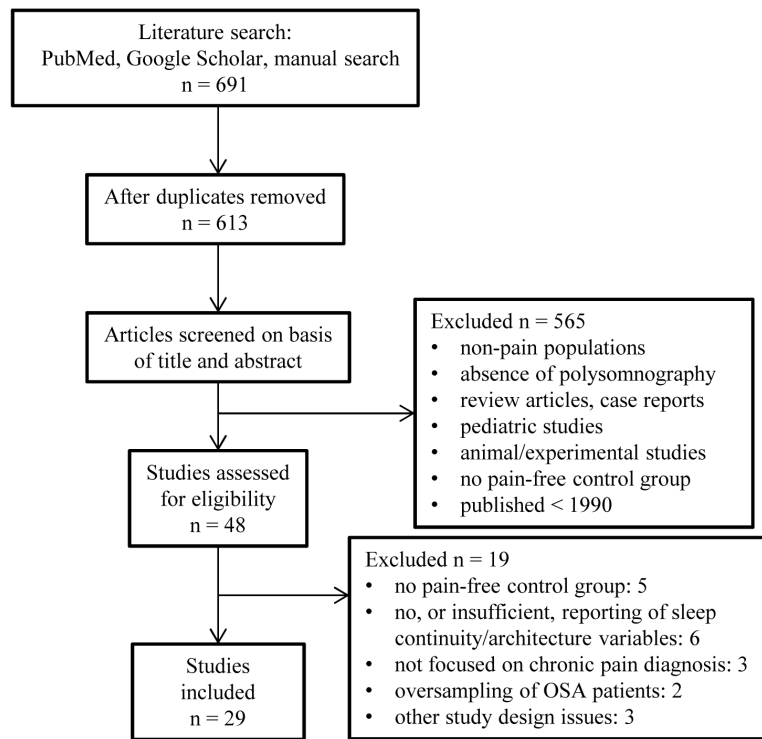 Literature search:
PubMed, Google Scholar, manual search
n = 691
After duplicates removed
n = 613
Articles screened on basis
of title and abstract
Excluded n = 565
• non-pain populations
• absence of polysomnography
• review articles, case reports
• pediatric studies
• animal/experimental studies
• no pain-free control group
• published < 1990
Studies assessed
for eligibility
n = 48
Excluded n = 19
• no pain-free control group: 5
• no, or insufficient, reporting of sleep
continuity/architecture variables: 6
• not focused on chronic pain diagnosis: 3
• oversampling of OSA patients: 2
• other study design issues: 3
Studies
included
n = 29